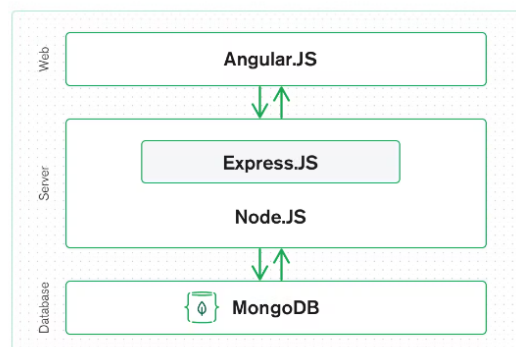 Web
Angular.JS
Server
Express.JS
Node.JS
Database
MongoDB